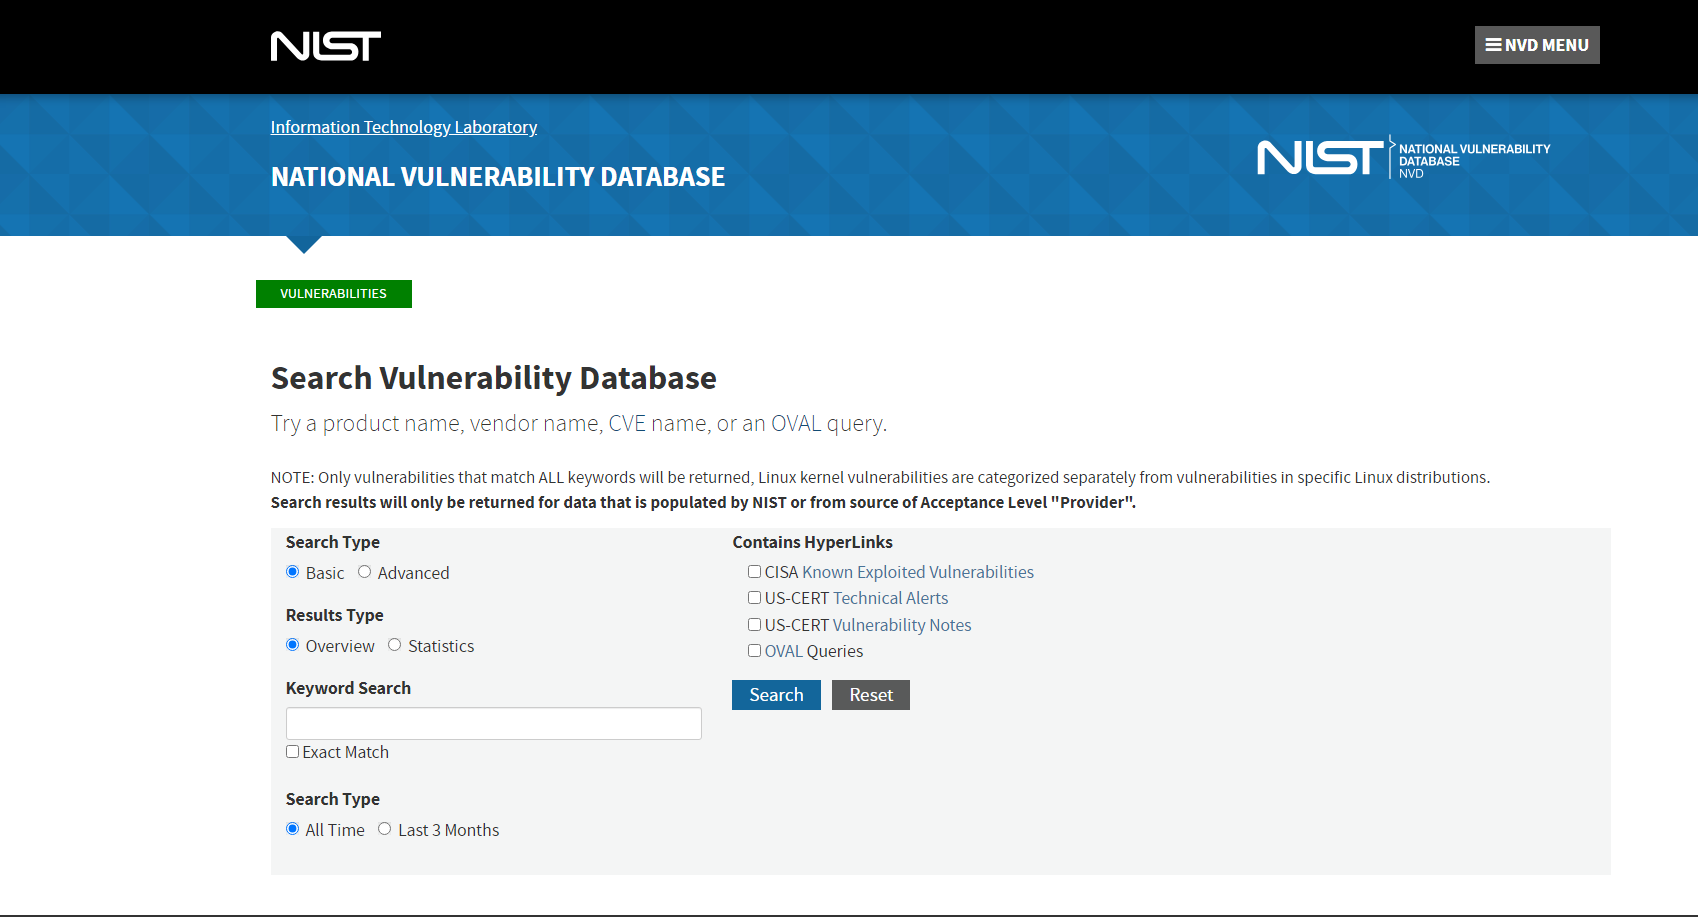 NIST
NVD MENU
Information Technology Laboratory
NATIONAL VULNERABILITY DATABASE
NIST
NATIONAL VULNERABILITY
DATABASE
NVD
VULNERABILITIES
Search Vulnerability Database
Try a product name, vendor name, CVE name, or an OVAL query.
NOTE: Only vulnerabilities that match ALL keywords will be returned, Linux kernel vulnerabilities are categorized separately from vulnerabilities in specific Linux distributions.
Search results will only be returned for data that is populated by NIST or from source of Acceptance Level "Provider".
Search Type
Basic Advanced
Results Type
Overview Statistics
Keyword Search
Exact Match
Search Type
All Time Last 3 Months
Contains HyperLinks
CISA Known Exploited Vulnerabilities
US-CERT Technical Alerts
US-CERT Vulnerability Notes
OVAL Queries
Search Reset